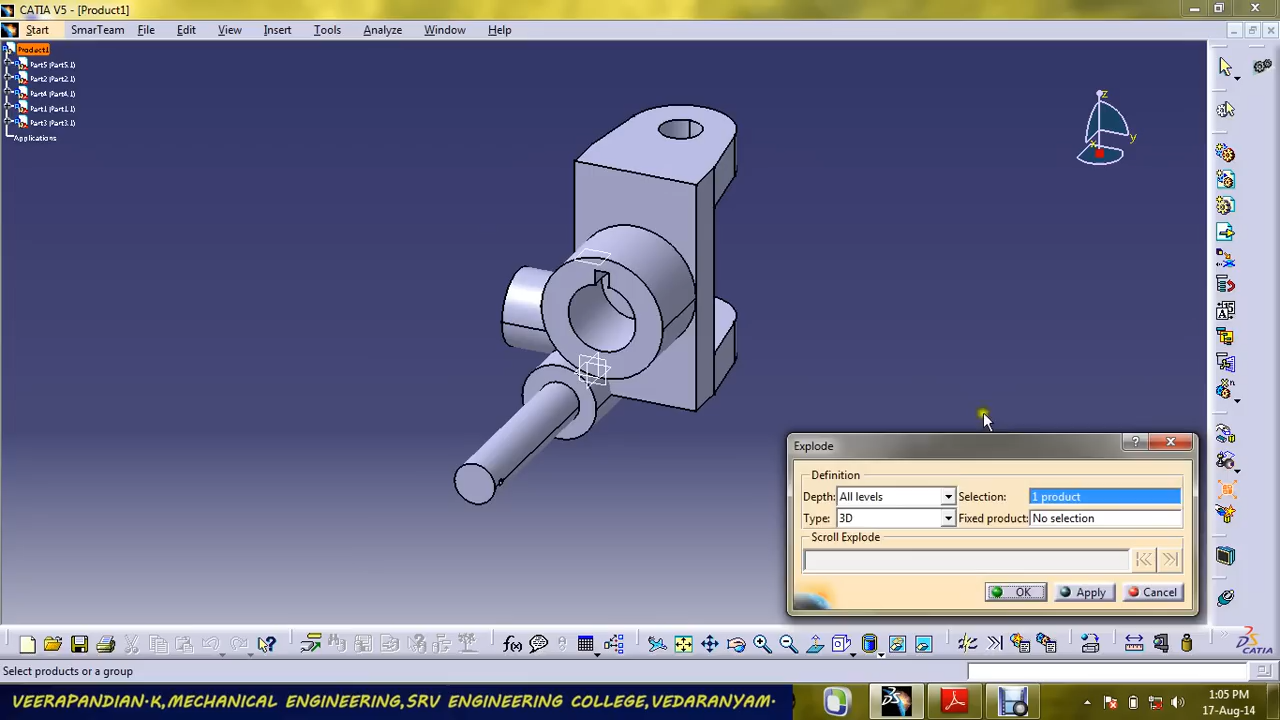 CATIA V5 - [Product1]
Start SmarTeam File Edit View Insert Tools Analyze Window Help
Product1
Part5 (Part5.1)
Part2 (Part2.1)
Part4 (Part4.1)
Part1 (Part1.1)
Part3 (Part3.1)
Applications
z
y
x
Explode
Definition
Depth: All levels Selection: 1 product
Type: 3D Fixed product: No selection
Scroll Explode
OK Apply Cancel
Select products or a group
VEERAPANDIAN.K,MECHANICAL ENGINEERING,SRV ENGINEERING COLLEGE,VEDARANYAM.
1:05 PM
17-Aug-14